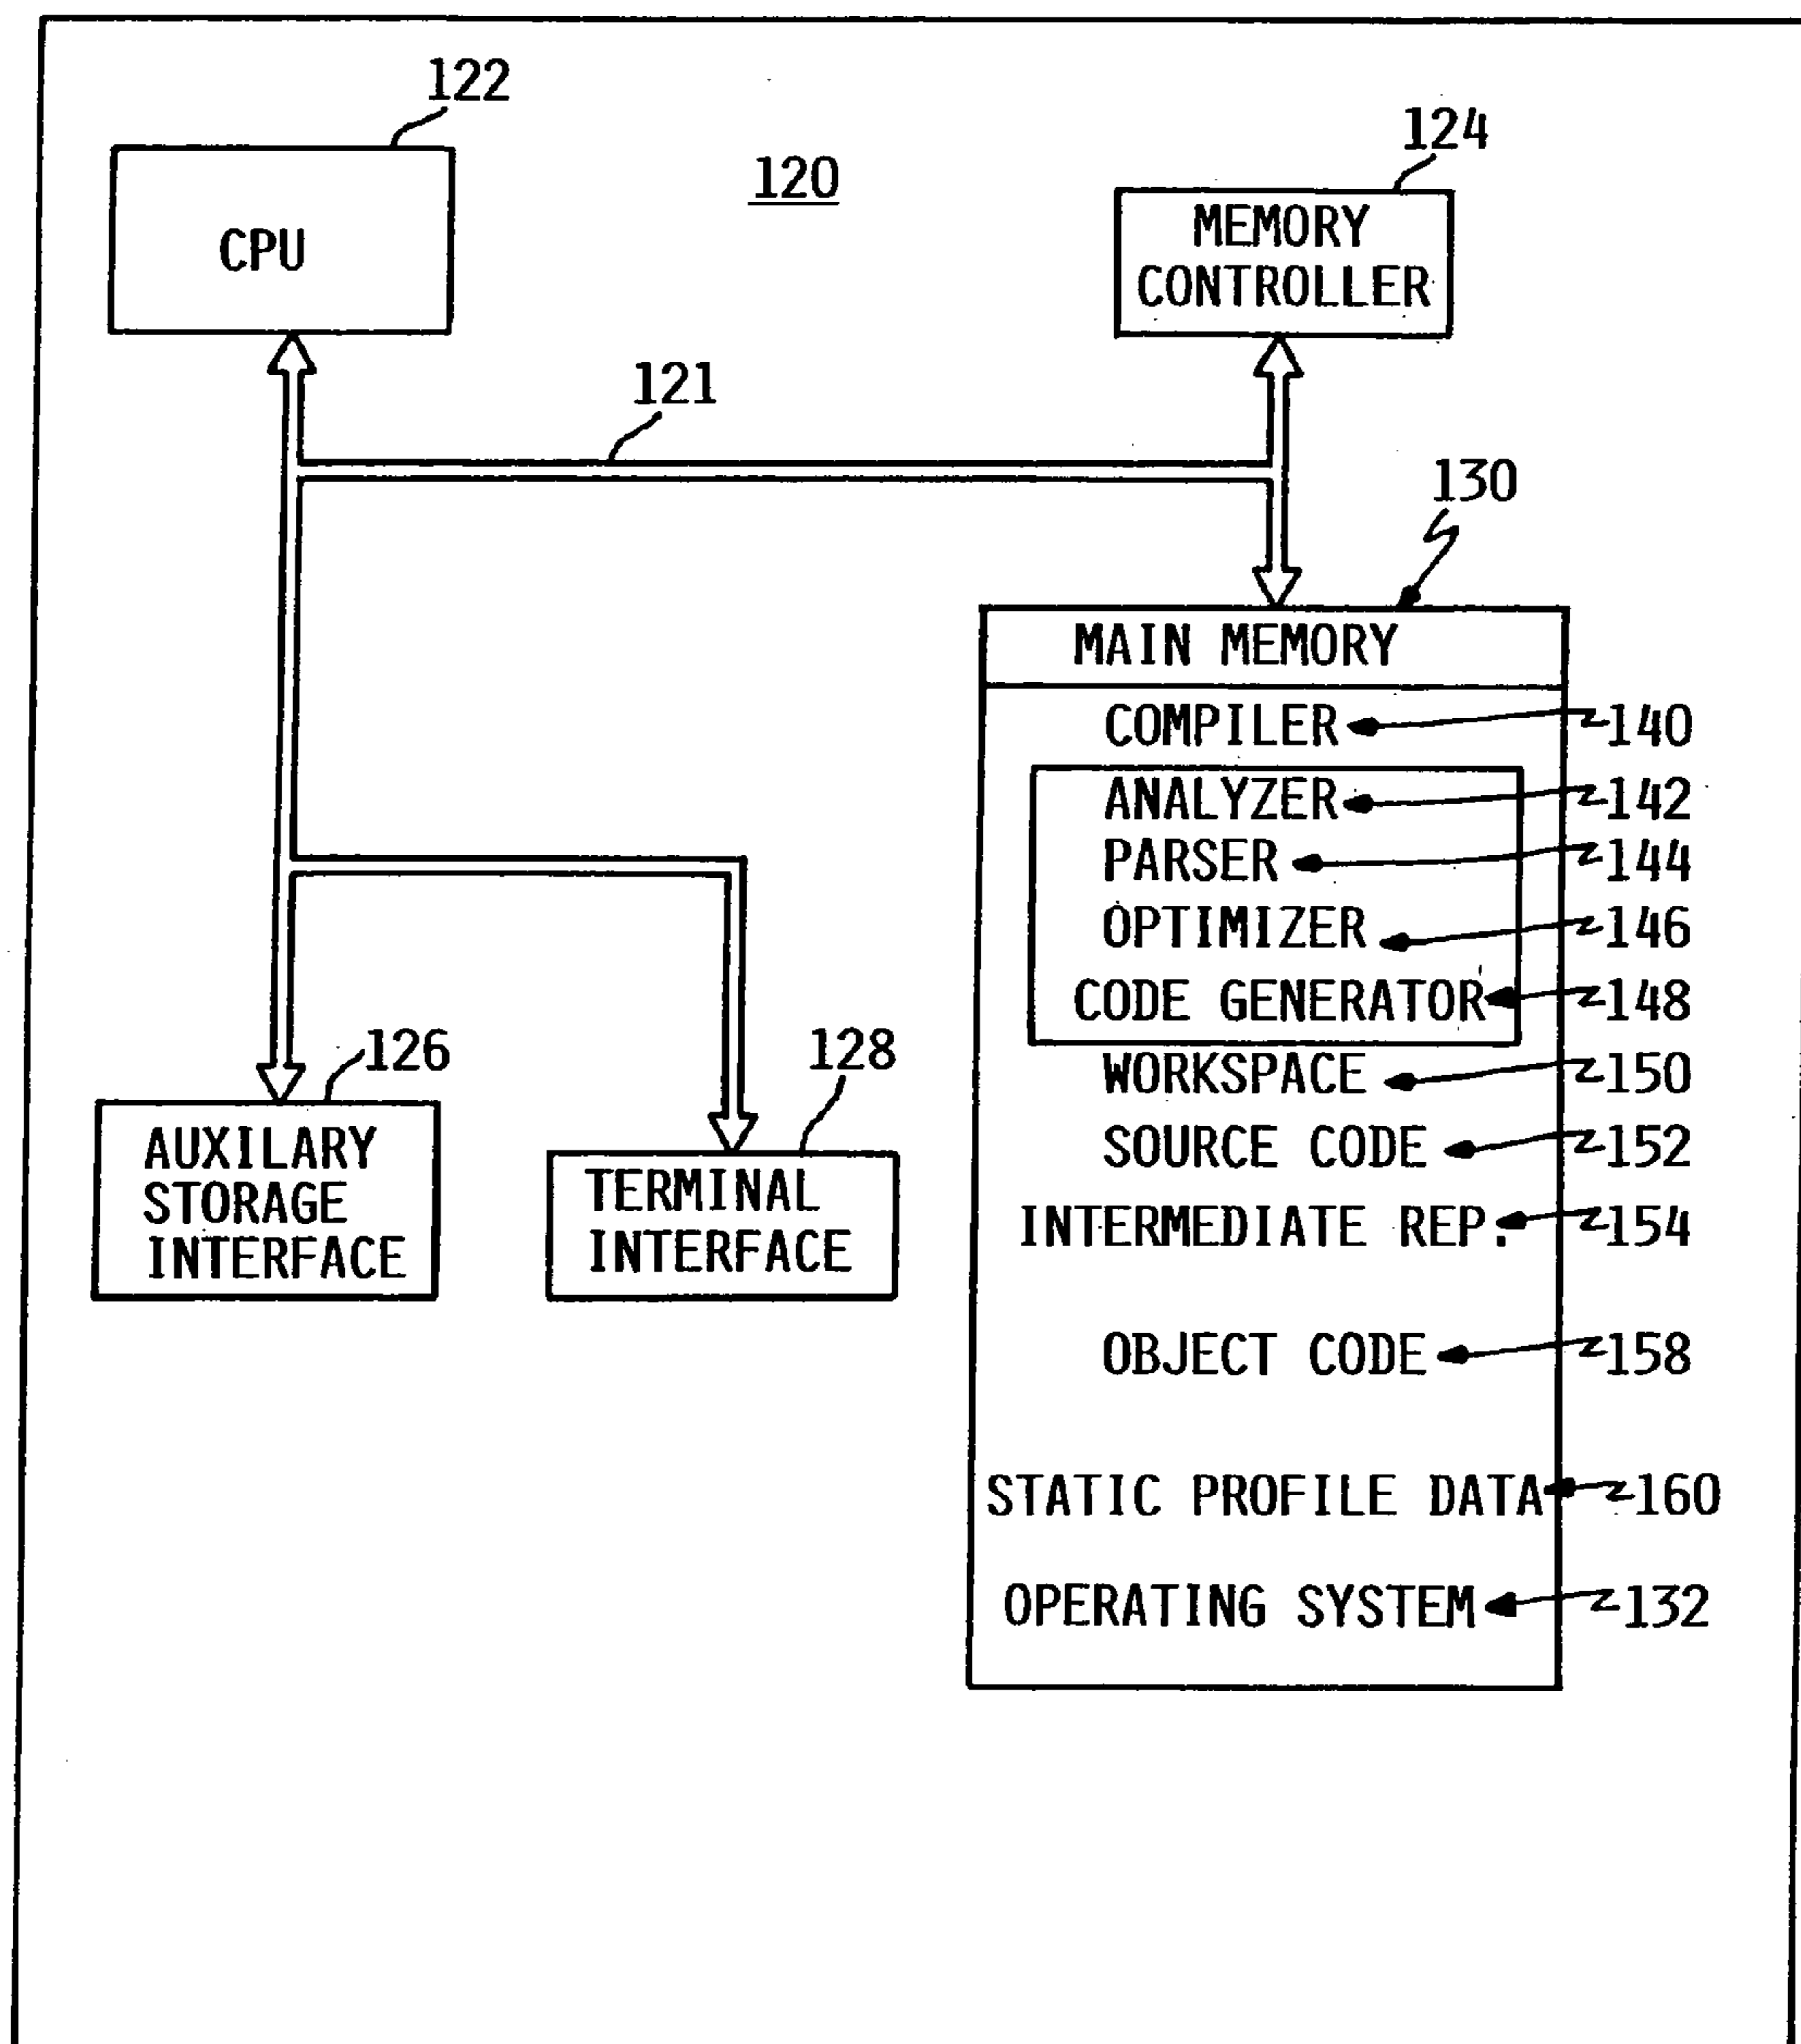 122
120
124
CPU
MEMORY
CONTROLLER
121
130
MAIN MEMORY
COMPILER 140
ANALYZER 142
PARSER 144
OPTIMIZER 146
CODE GENERATOR 148
WORKSPACE 150
SOURCE CODE 152
INTERMEDIATE REP. 154
OBJECT CODE 158
STATIC PROFILE DATA 160
OPERATING SYSTEM 132
126
AUXILARY
STORAGE
INTERFACE
128
TERMINAL
INTERFACE